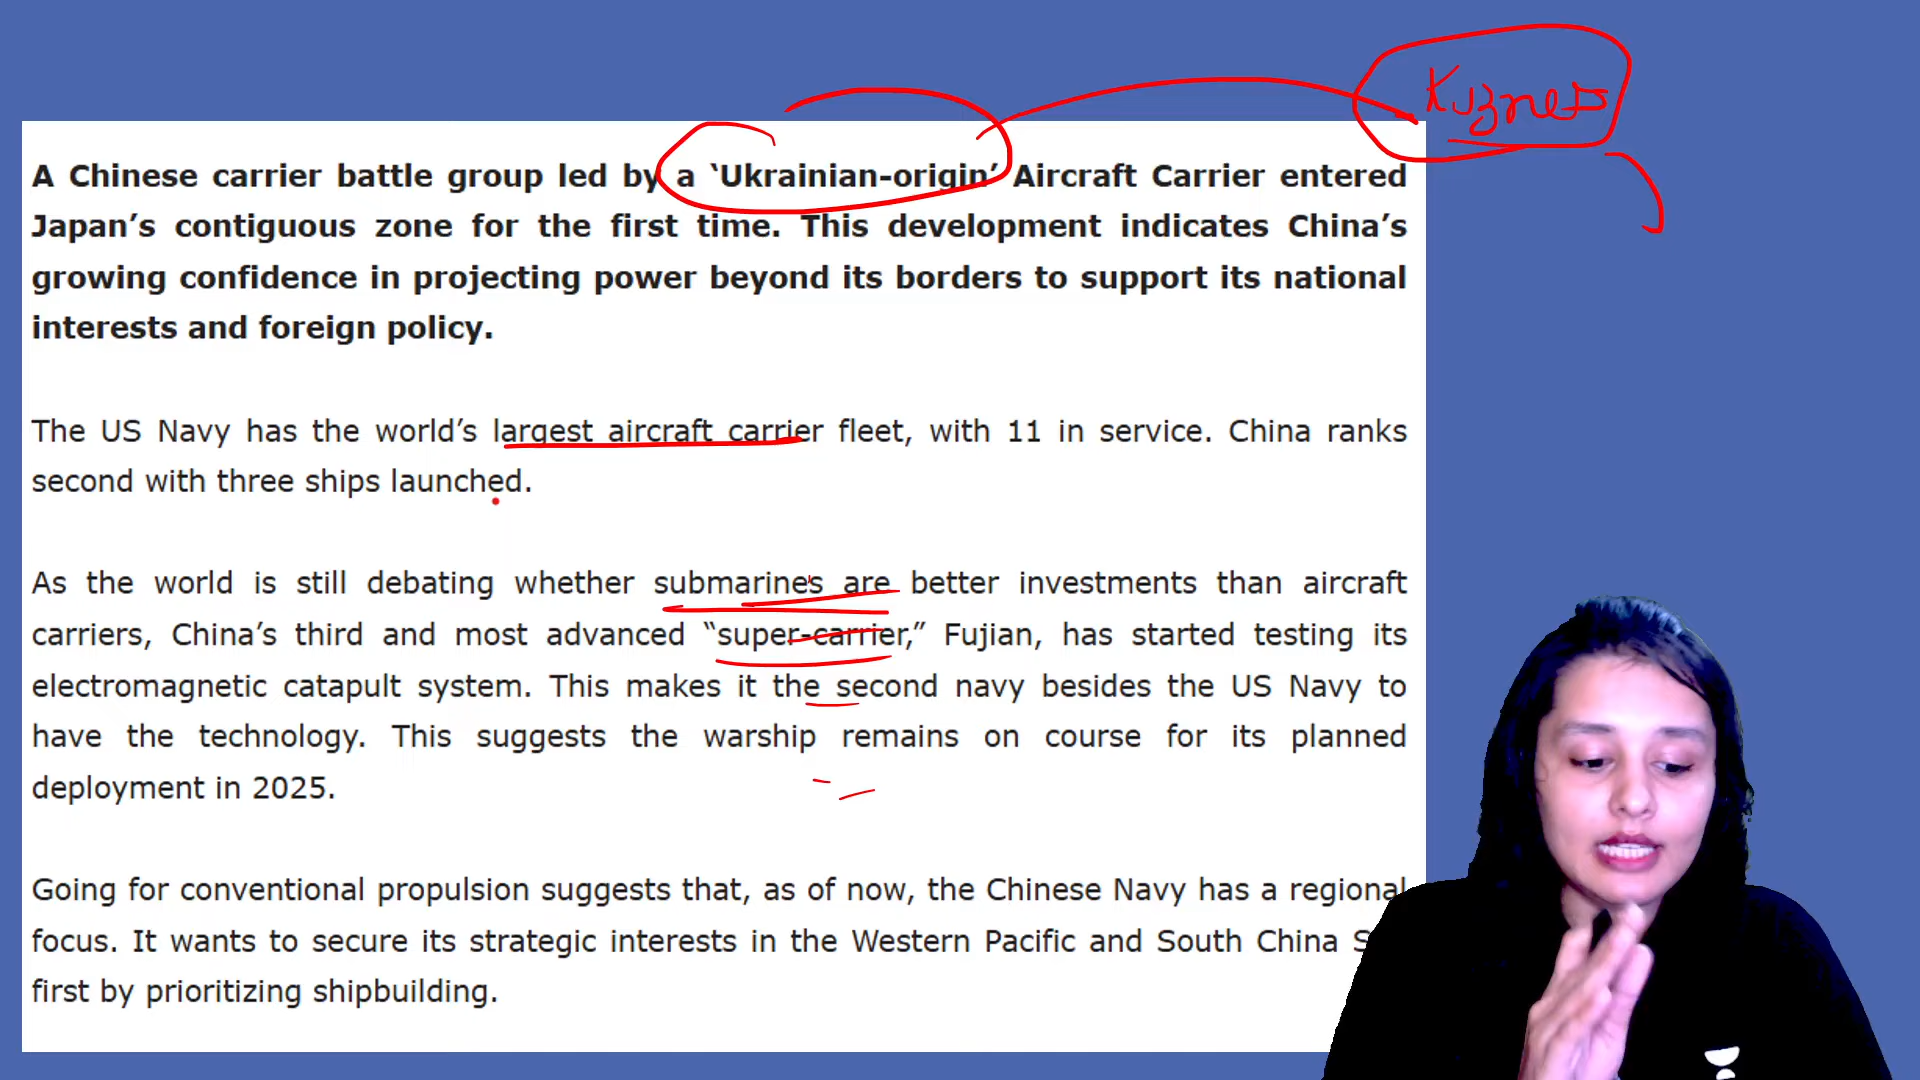 Kuznets
A Chinese carrier battle group led by a ‘Ukrainian-origin’ Aircraft Carrier entered
Japan’s contiguous zone for the first time. This development indicates China’s
growing confidence in projecting power beyond its borders to support its national
interests and foreign policy.
The US Navy has the world’s largest aircraft carrier fleet, with 11 in service. China ranks
second with three ships launched.
As the world is still debating whether submarines are better investments than aircraft
carriers, China’s third and most advanced “super-carrier,” Fujian, has started testing its
electromagnetic catapult system. This makes it the second navy besides the US Navy to
have the technology. This suggests the warship remains on course for its planned
deployment in 2025.
Going for conventional propulsion suggests that, as of now, the Chinese Navy has a regional
focus. It wants to secure its strategic interests in the Western Pacific and South China
first by prioritizing shipbuilding.